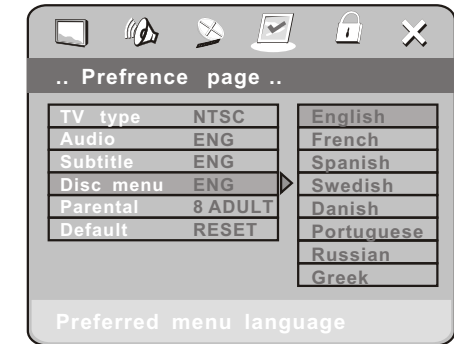 .. Prefrence page ..
TV type NTSC
Audio ENG
Subtitle ENG
Disc menu ENG
Parental 8 ADULT
Default RESET
English
French
Spanish
Swedish
Danish
Portuguese
Russian
Greek
Preferred menu language